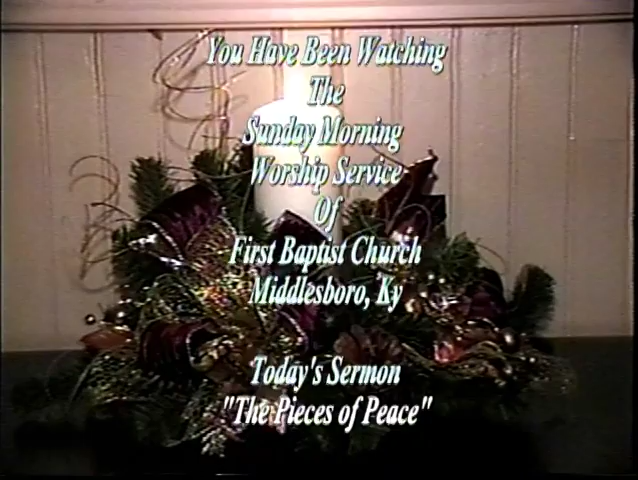 You Have Been Watching
The
Sunday Morning
Worship Service
Of
First Baptist Church
Middlesboro, Ky
Today's Sermon
"The Pieces of Peace"